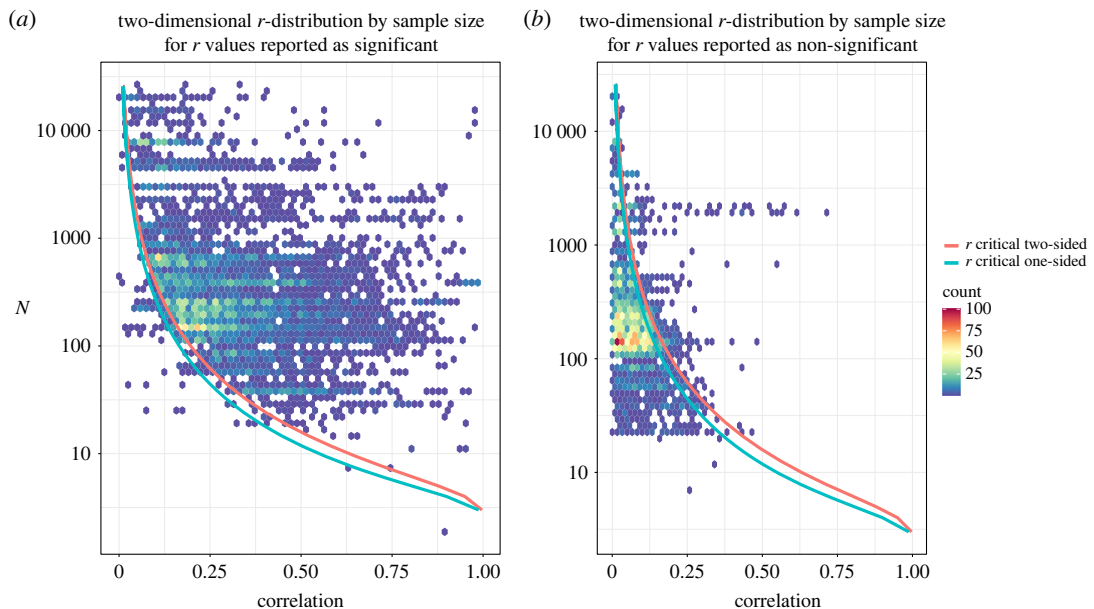 (a)
two-dimensional r-distribution by sample size
for r values reported as significant
(b)
two-dimensional r-distribution by sample size
for r values reported as non-significant
N
10 000
1000
100
10
0 0.25 0.50 0.75 1.00
correlation
10 000
1000
100
10
0 0.25 0.50 0.75 1.00
correlation
r critical two-sided
r critical one-sided
count
100
75
50
25